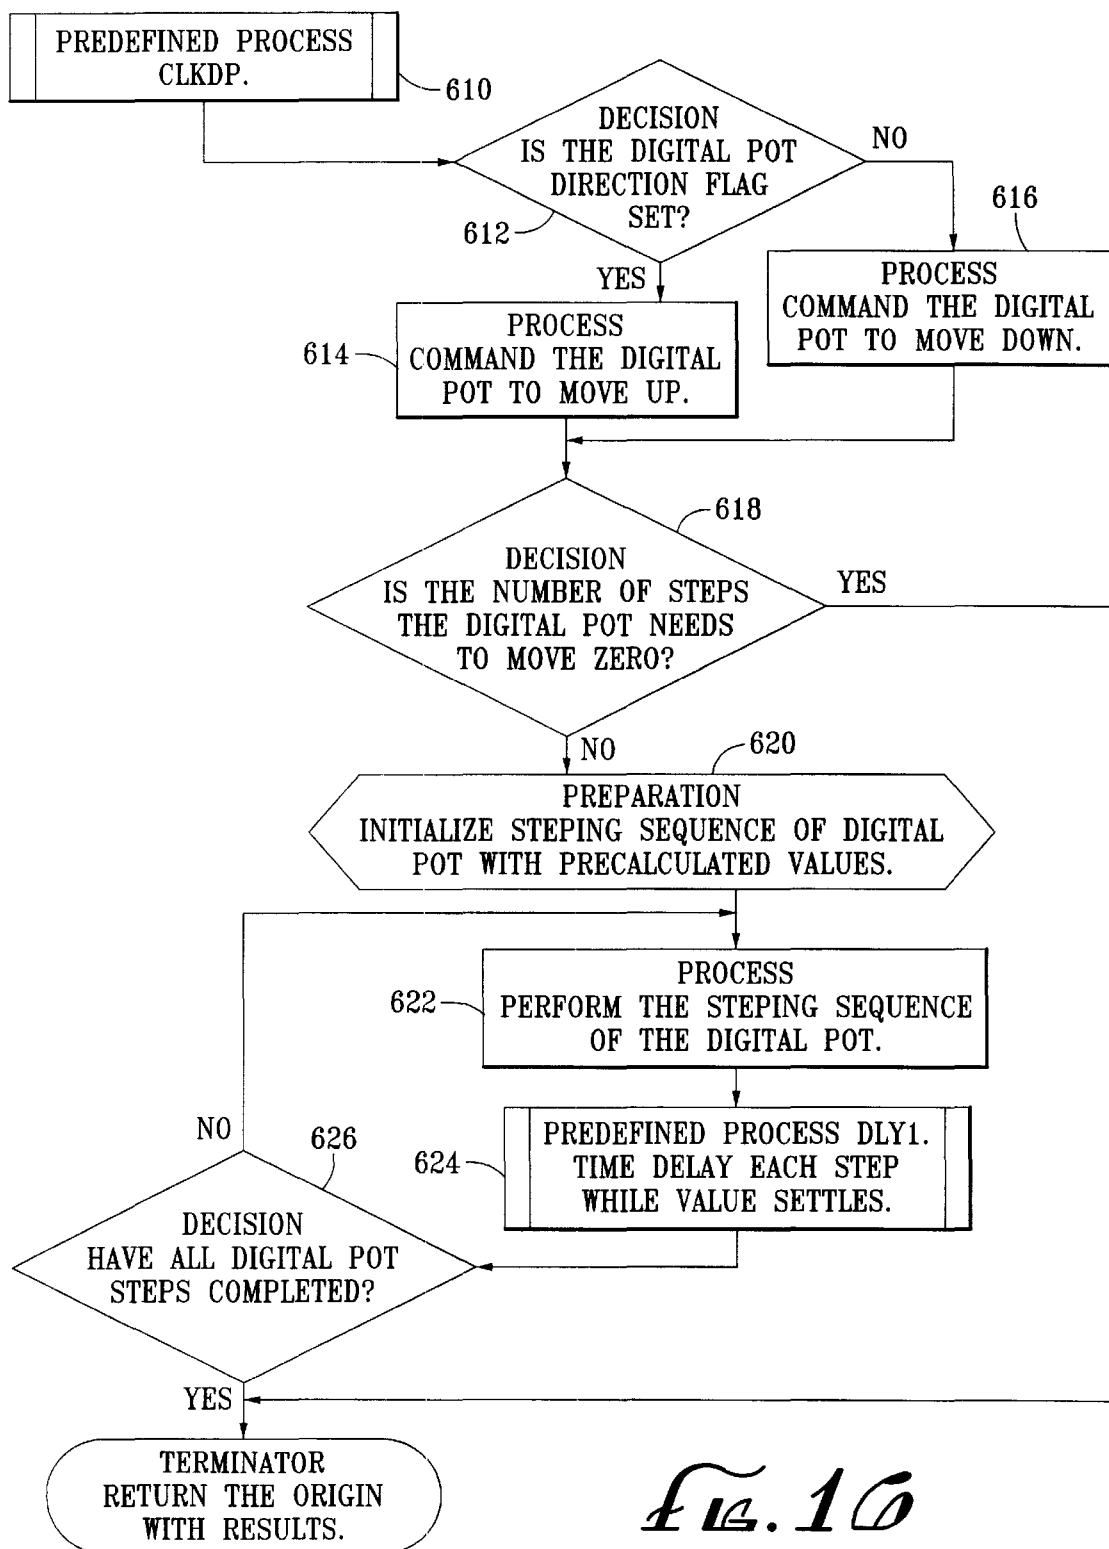 PREDEFINED PROCESS
CLKDP.
610
DECISION
IS THE DIGITAL POT
DIRECTION FLAG
SET?
612
NO
YES
616
PROCESS
COMMAND THE DIGITAL
POT TO MOVE DOWN.
614
PROCESS
COMMAND THE DIGITAL
POT TO MOVE UP.
618
DECISION
IS THE NUMBER OF STEPS
THE DIGITAL POT NEEDS
TO MOVE ZERO?
YES
NO
620
PREPARATION
INITIALIZE STEPING SEQUENCE OF DIGITAL
POT WITH PRECALCULATED VALUES.
622
PROCESS
PERFORM THE STEPING SEQUENCE
OF THE DIGITAL POT.
624
PREDEFINED PROCESS DLY1.
TIME DELAY EACH STEP
WHILE VALUE SETTLES.
NO
626
DECISION
HAVE ALL DIGITAL POT
STEPS COMPLETED?
YES
TERMINATOR
RETURN THE ORIGIN
WITH RESULTS.
FIG. 16